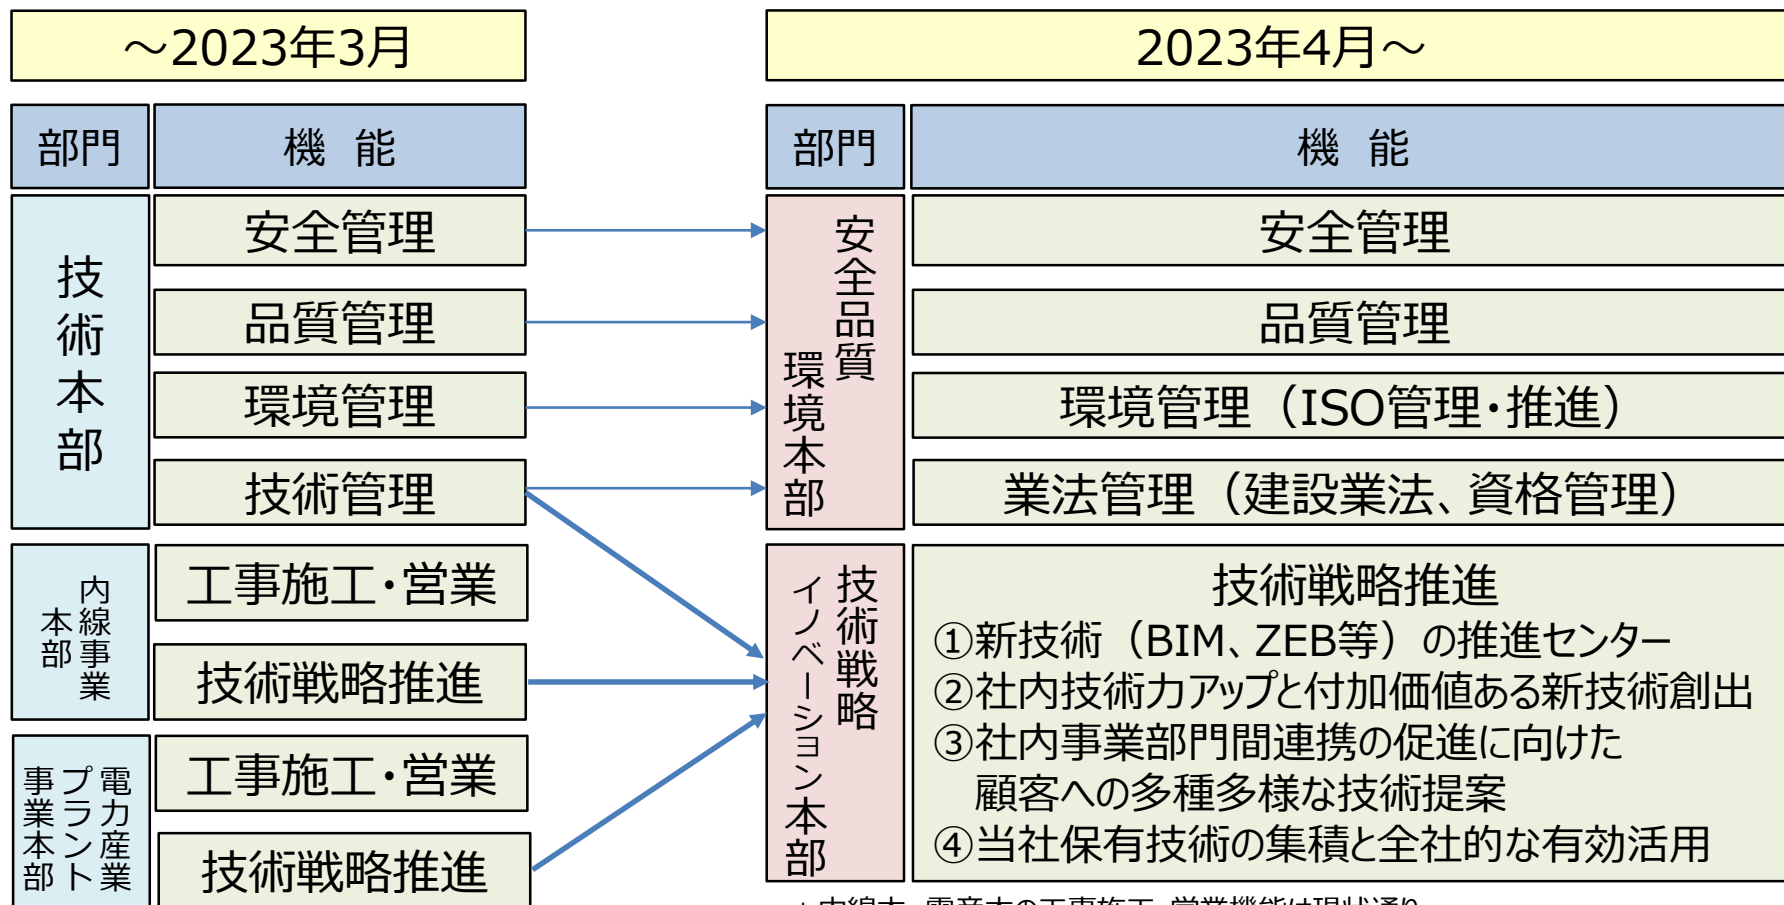 ～2023年3月
部門
機 能
技術本部
安全管理
品質管理
環境管理
技術管理
内線事業
本部
工事施工・営業
技術戦略推進
電力産業
プラント
事業本部
工事施工・営業
技術戦略推進
2023年4月～
部門
機 能
安全品質
環境本部
安全管理
品質管理
環境管理（ISO管理・推進）
業法管理（建設業法、資格管理）
技術戦略
イノベーション本部
技術戦略推進
①新技術（BIM、ZEB等）の推進センター
②社内技術力アップと付加価値ある新技術創出
③社内事業部門間連携の促進に向けた
顧客への多種多様な技術提案
④当社保有技術の集積と全社的な有効活用